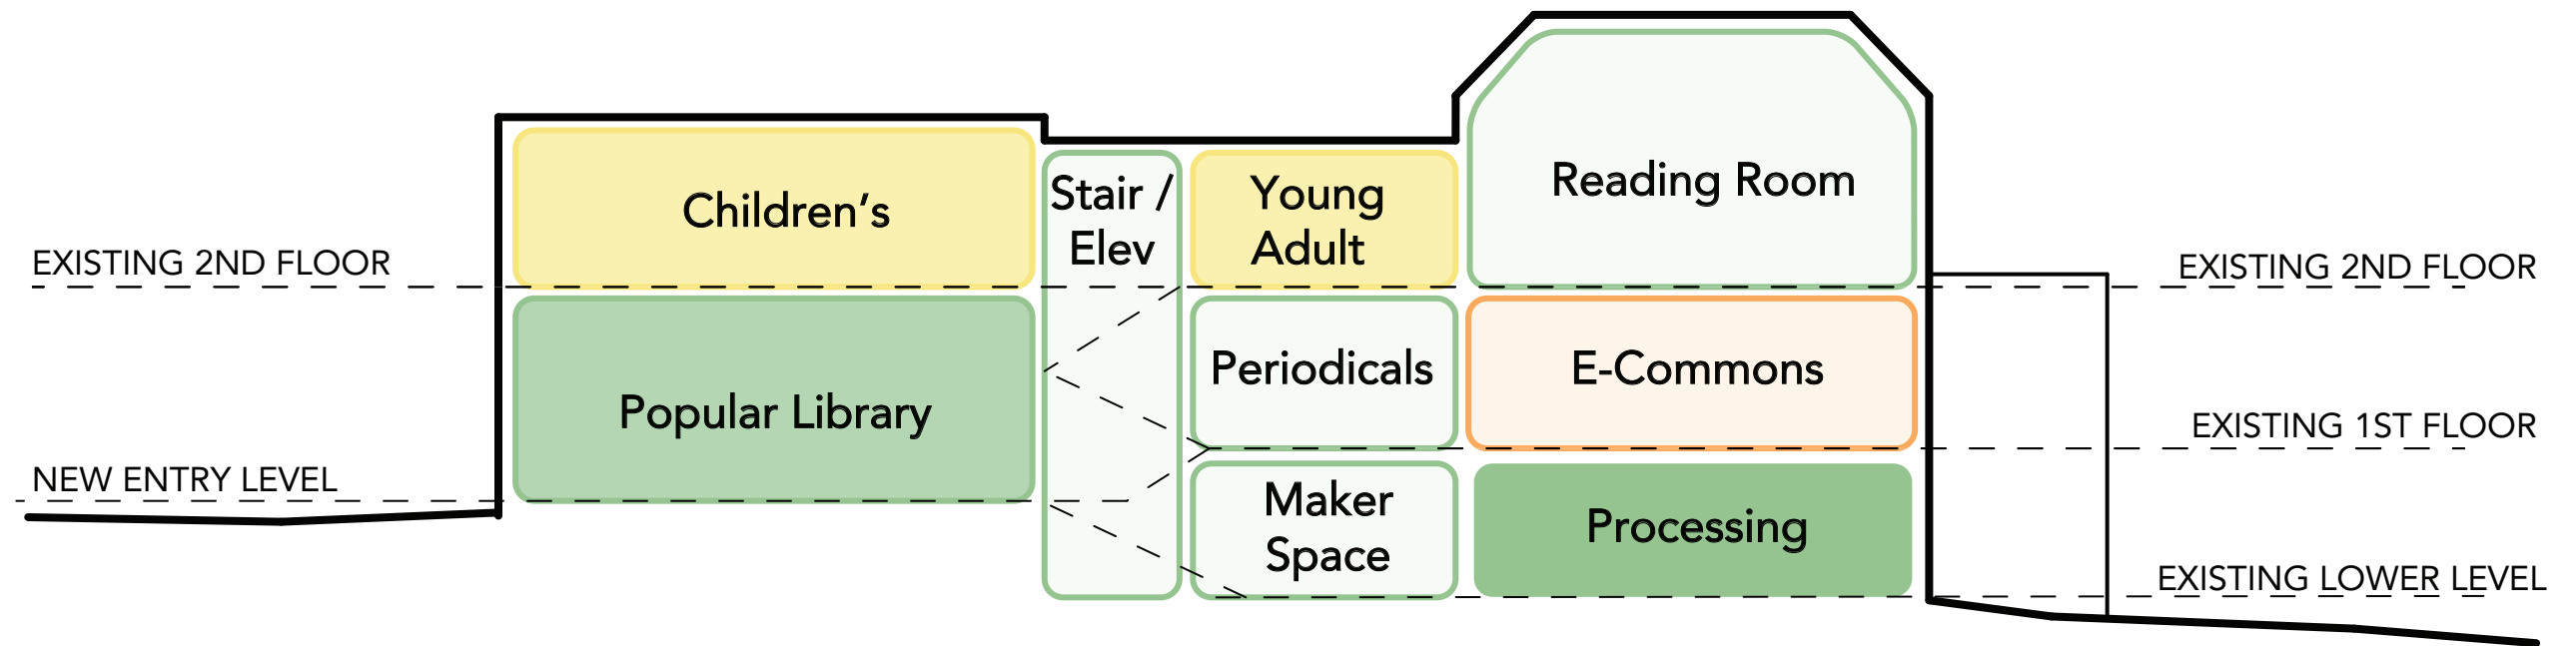 Reading Room
Children's
Stair /
Elev
Young
Adult
EXISTING 2ND FLOOR
EXISTING 2ND FLOOR
Popular Library
Periodicals
E-Commons
EXISTING 1ST FLOOR
NEW ENTRY LEVEL
Maker
Space
Processing
EXISTING LOWER LEVEL